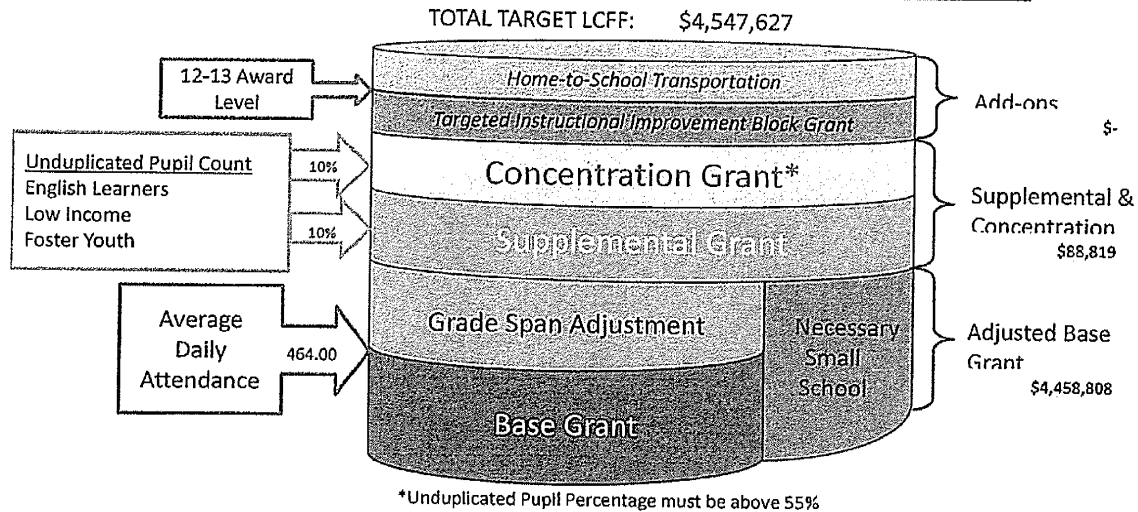 TOTAL TARGET LCFF: $4,547,627
12-13 Award
Level
Home-to-School Transportation
Targeted Instructional Improvement Block Grant
Add-ons
$-
Unduplicated Pupil Count
English Learners
Low Income
Foster Youth
10%
10%
Concentration Grant*
Supplemental Grant
Supplemental &
Concentration
$88,819
Average
Daily
Attendance
464.00
Grade Span Adjustment
Base Grant
Necessary
Small
School
Adjusted Base
Grant
$4,458,808
*Unduplicated Pupil Percentage must be above 55%